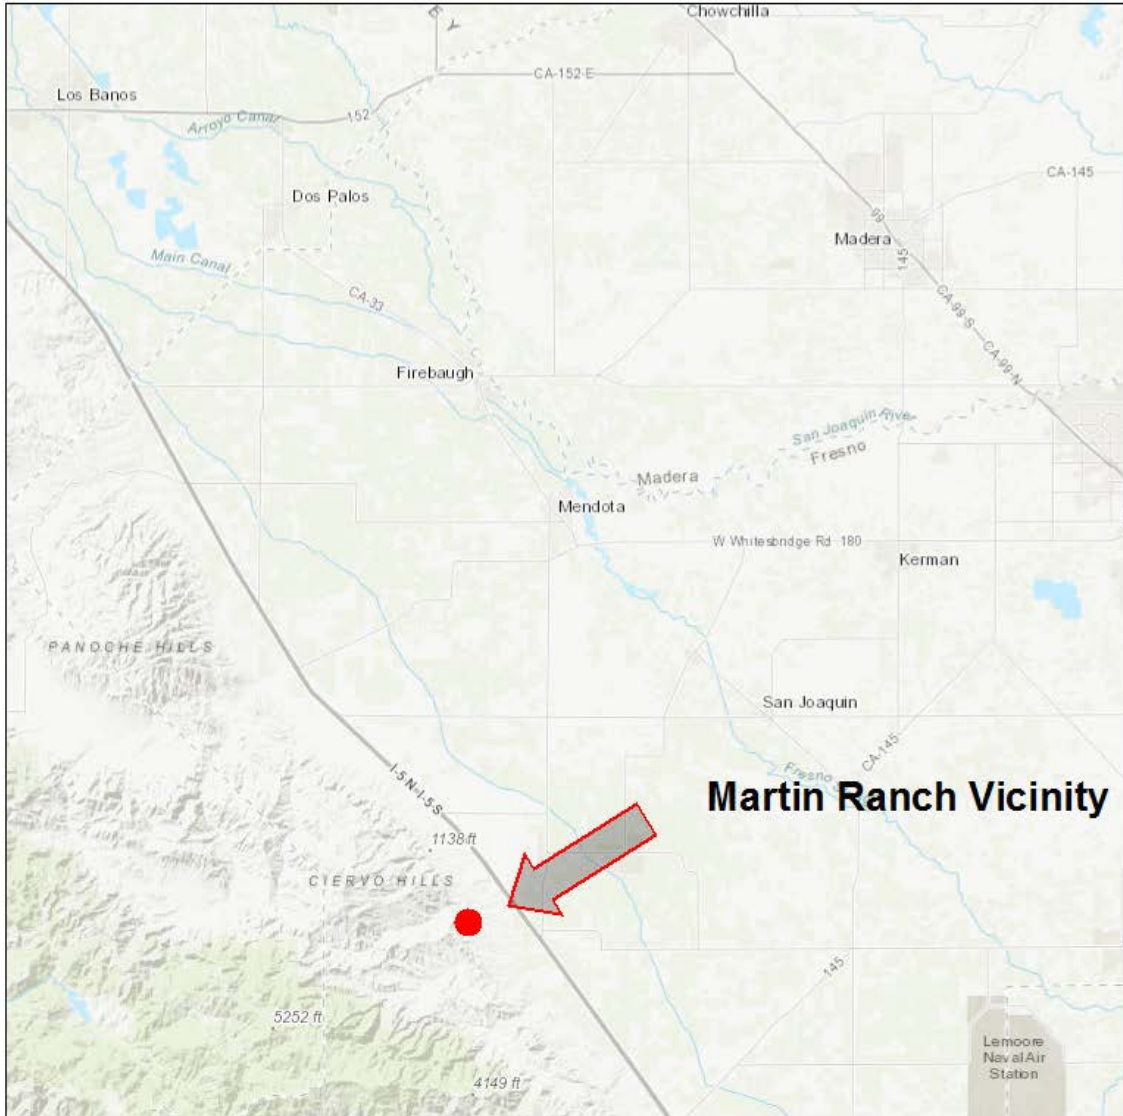 Chowchilla
E Y
CA-152-E
Los Banos
152
Arroyo Canal
CA-145
Dos Palos
99
Madera
145
Main Canal
CA-33
CA-99-S
CA-99-N
Firebaugh
San Joaquin River
Fresno
Madera
Mendota
W Whitesbridge Rd 180
Kerman
PANOCHE HILLS
San Joaquin
CA-145
I-5-N-I-5-S
Fresno
Martin Ranch Vicinity
1138 ft
CIERVO HILLS
145
5252 ft
Lemoore
Naval Air
Station
4149 ft